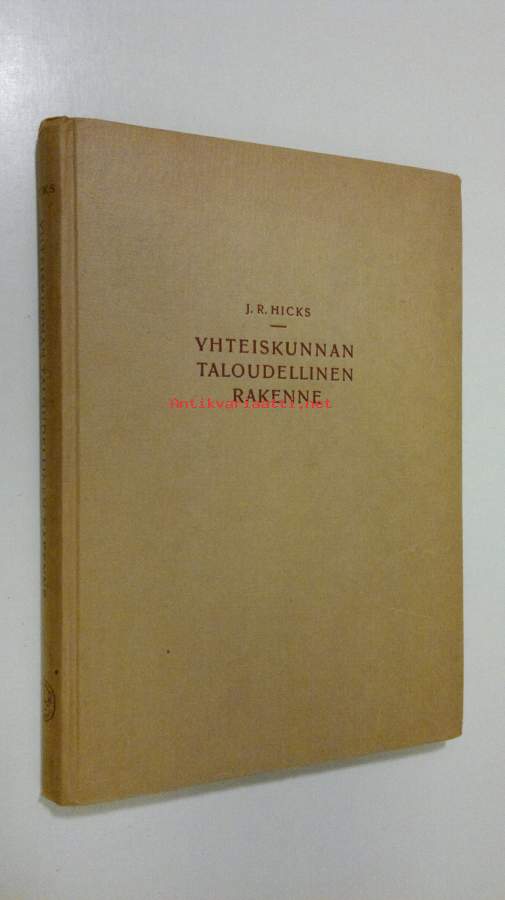 J. R. HICKS
YHTEISKUNNAN
TALOUDELLINEN
RAKENNE
Antikvariaatti.net